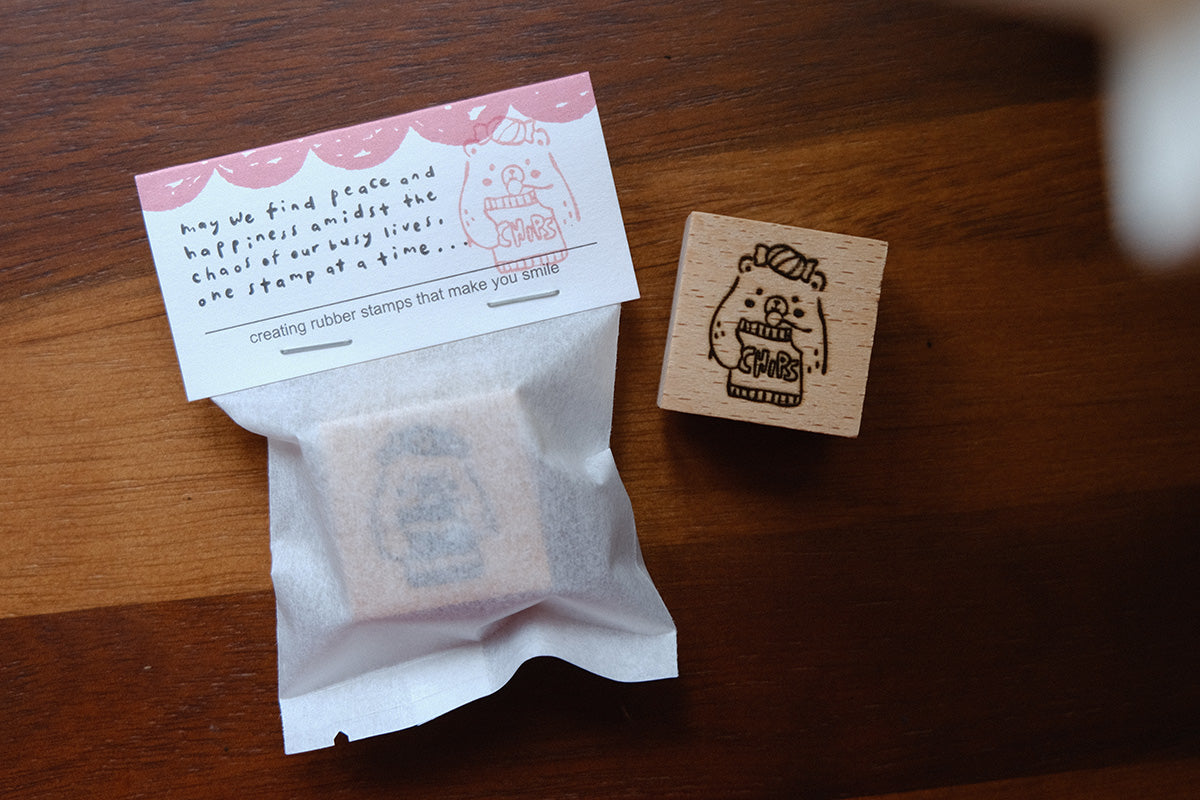 may we find peace and
happiness amidst the
chaos of our busy lives.
one stamp at a time...
CHIPS
creating rubber stamps that make you smile
CHIPS